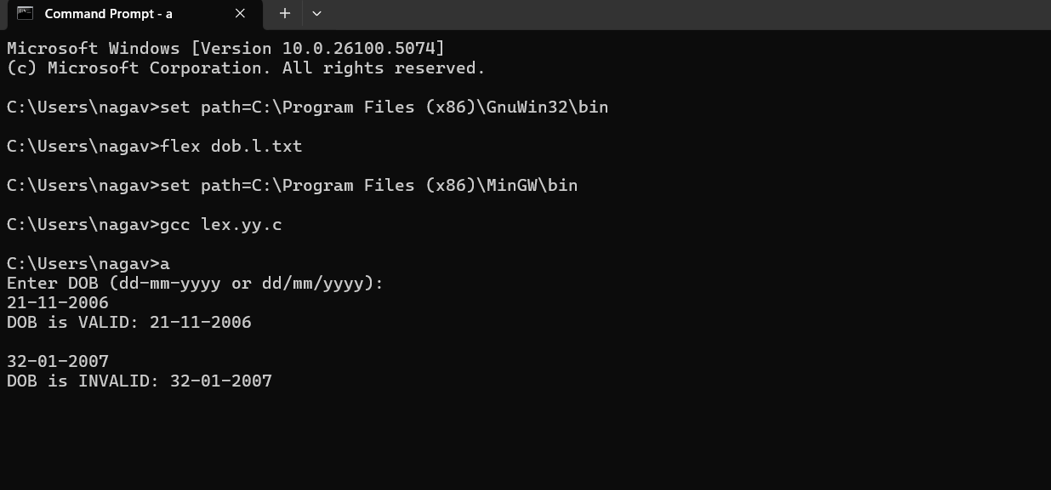 Command Prompt - a
Microsoft Windows [Version 10.0.26100.5074]
(c) Microsoft Corporation. All rights reserved.
C:\Users\nagav>set path=C:\Program Files (x86)\GnuWin32\bin
C:\Users\nagav>flex dob.l.txt
C:\Users\nagav>set path=C:\Program Files (x86)\MinGW\bin
C:\Users\nagav>gcc lex.yy.c
C:\Users\nagav>a
Enter DOB (dd-mm-yyyy or dd/mm/yyyy):
21-11-2006
DOB is VALID: 21-11-2006
32-01-2007
DOB is INVALID: 32-01-2007